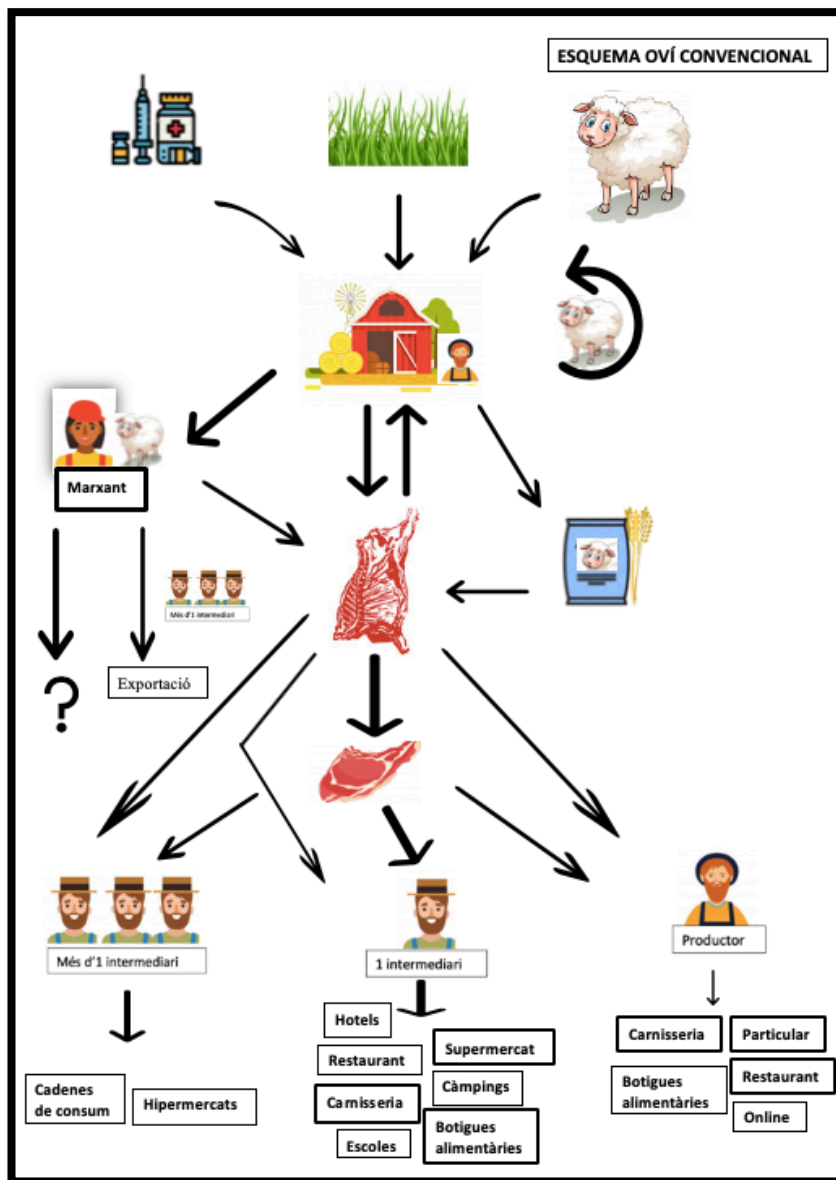 ESQUEMA OVÍ CONVENCIONAL
Marxant
Més d'1 intermediari
?
Exportació
Més d'1 intermediari
1 intermediari
Productor
Cadenes
de consum
Hipermercats
Hotels
Restaurant
Supermercat
Carnisseria
Càmpings
Escoles
Botigues
alimentàries
Carnisseria
Particular
Botigues
alimentàries
Restaurant
Online